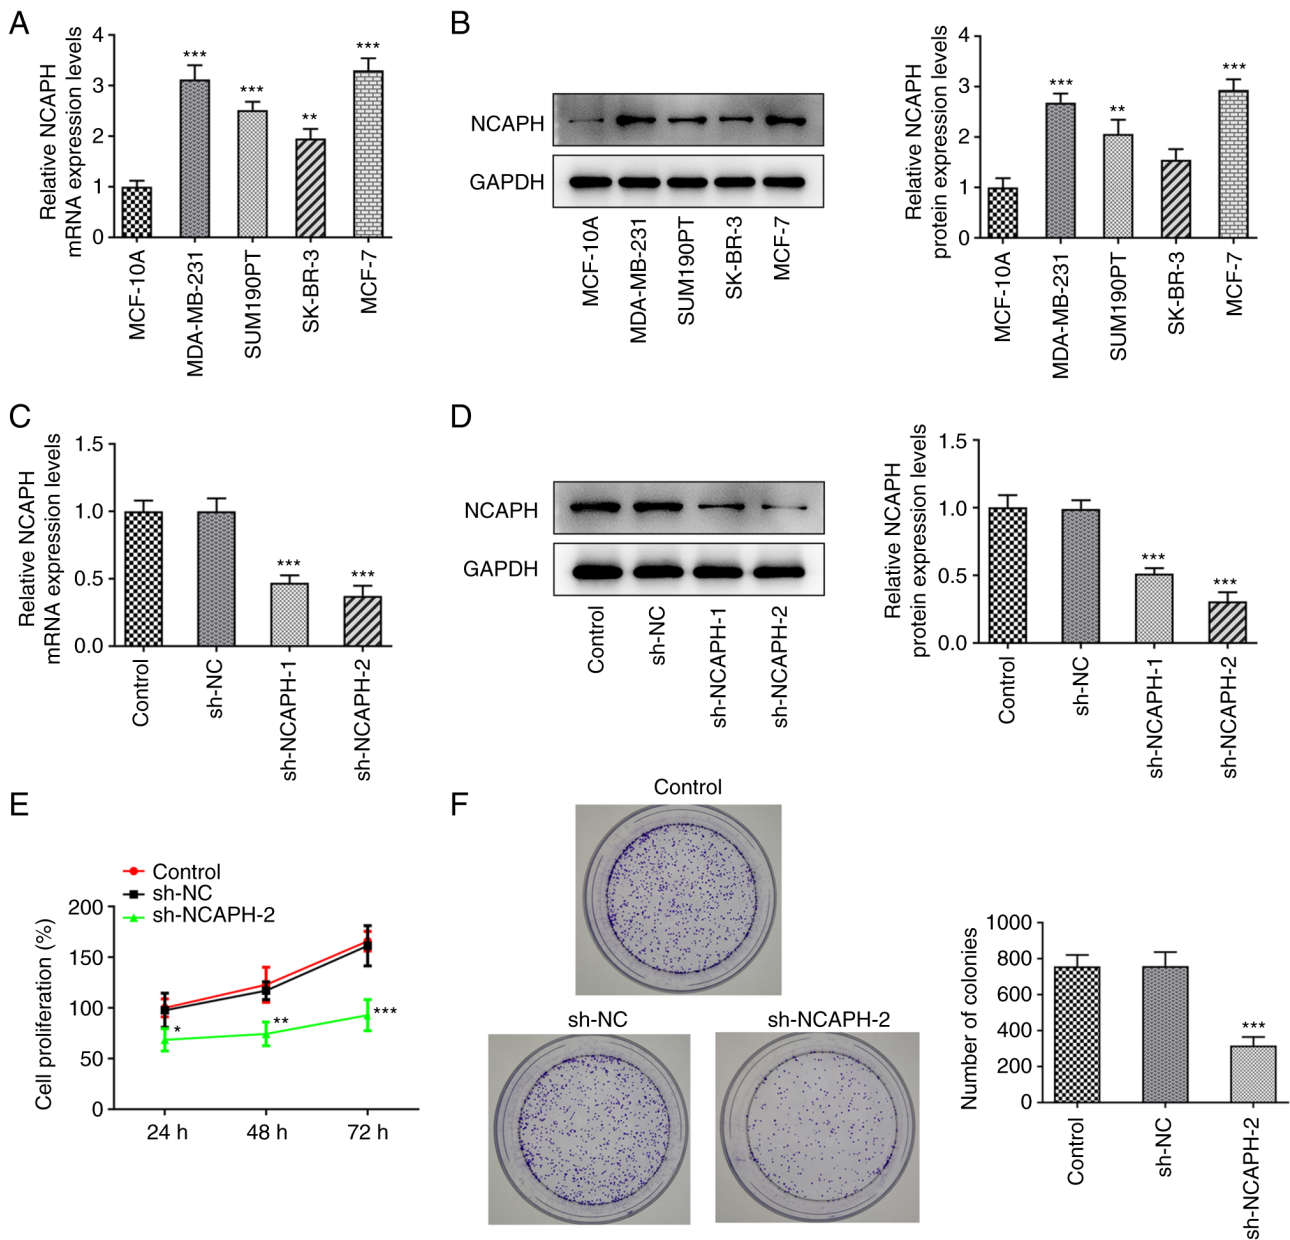 A
Relative NCAPH
mRNA expression levels
4
3
2
1
0
***
***
**
***
MCF-10A
MDA-MB-231
SUM190PT
SK-BR-3
MCF-7
B
NCAPH
GAPDH
MCF-10A
MDA-MB-231
SUM190PT
SK-BR-3
MCF-7
Relative NCAPH
protein expression levels
4
3
2
1
0
***
**
***
MCF-10A
MDA-MB-231
SUM190PT
SK-BR-3
MCF-7
C
Relative NCAPH
mRNA expression levels
1.5
1.0
0.5
0.0
***
***
Control
sh-NC
sh-NCAPH-1
sh-NCAPH-2
D
NCAPH
GAPDH
Control
sh-NC
sh-NCAPH-1
sh-NCAPH-2
Relative NCAPH
protein expression levels
1.5
1.0
0.5
0.0
***
***
Control
sh-NC
sh-NCAPH-1
sh-NCAPH-2
E
Control
sh-NC
sh-NCAPH-2
Cell proliferation (%)
200
150
100
50
0
*
**
***
24 h
48 h
72 h
F
Control
sh-NC
sh-NCAPH-2
Number of colonies
1000
800
600
400
200
0
***
Control
sh-NC
sh-NCAPH-2